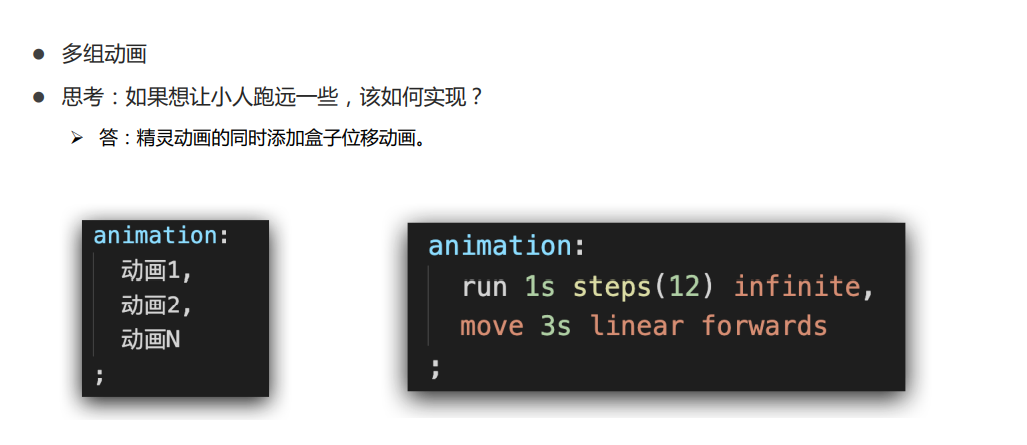 ● 多组动画
● 思考：如果想让小人跑远一些，该如何实现？
➢ 答：精灵动画的同时添加盒子位移动画。
animation:
动画1,
动画2,
动画N
;
animation:
run 1s steps(12) infinite,
move 3s linear forwards
;